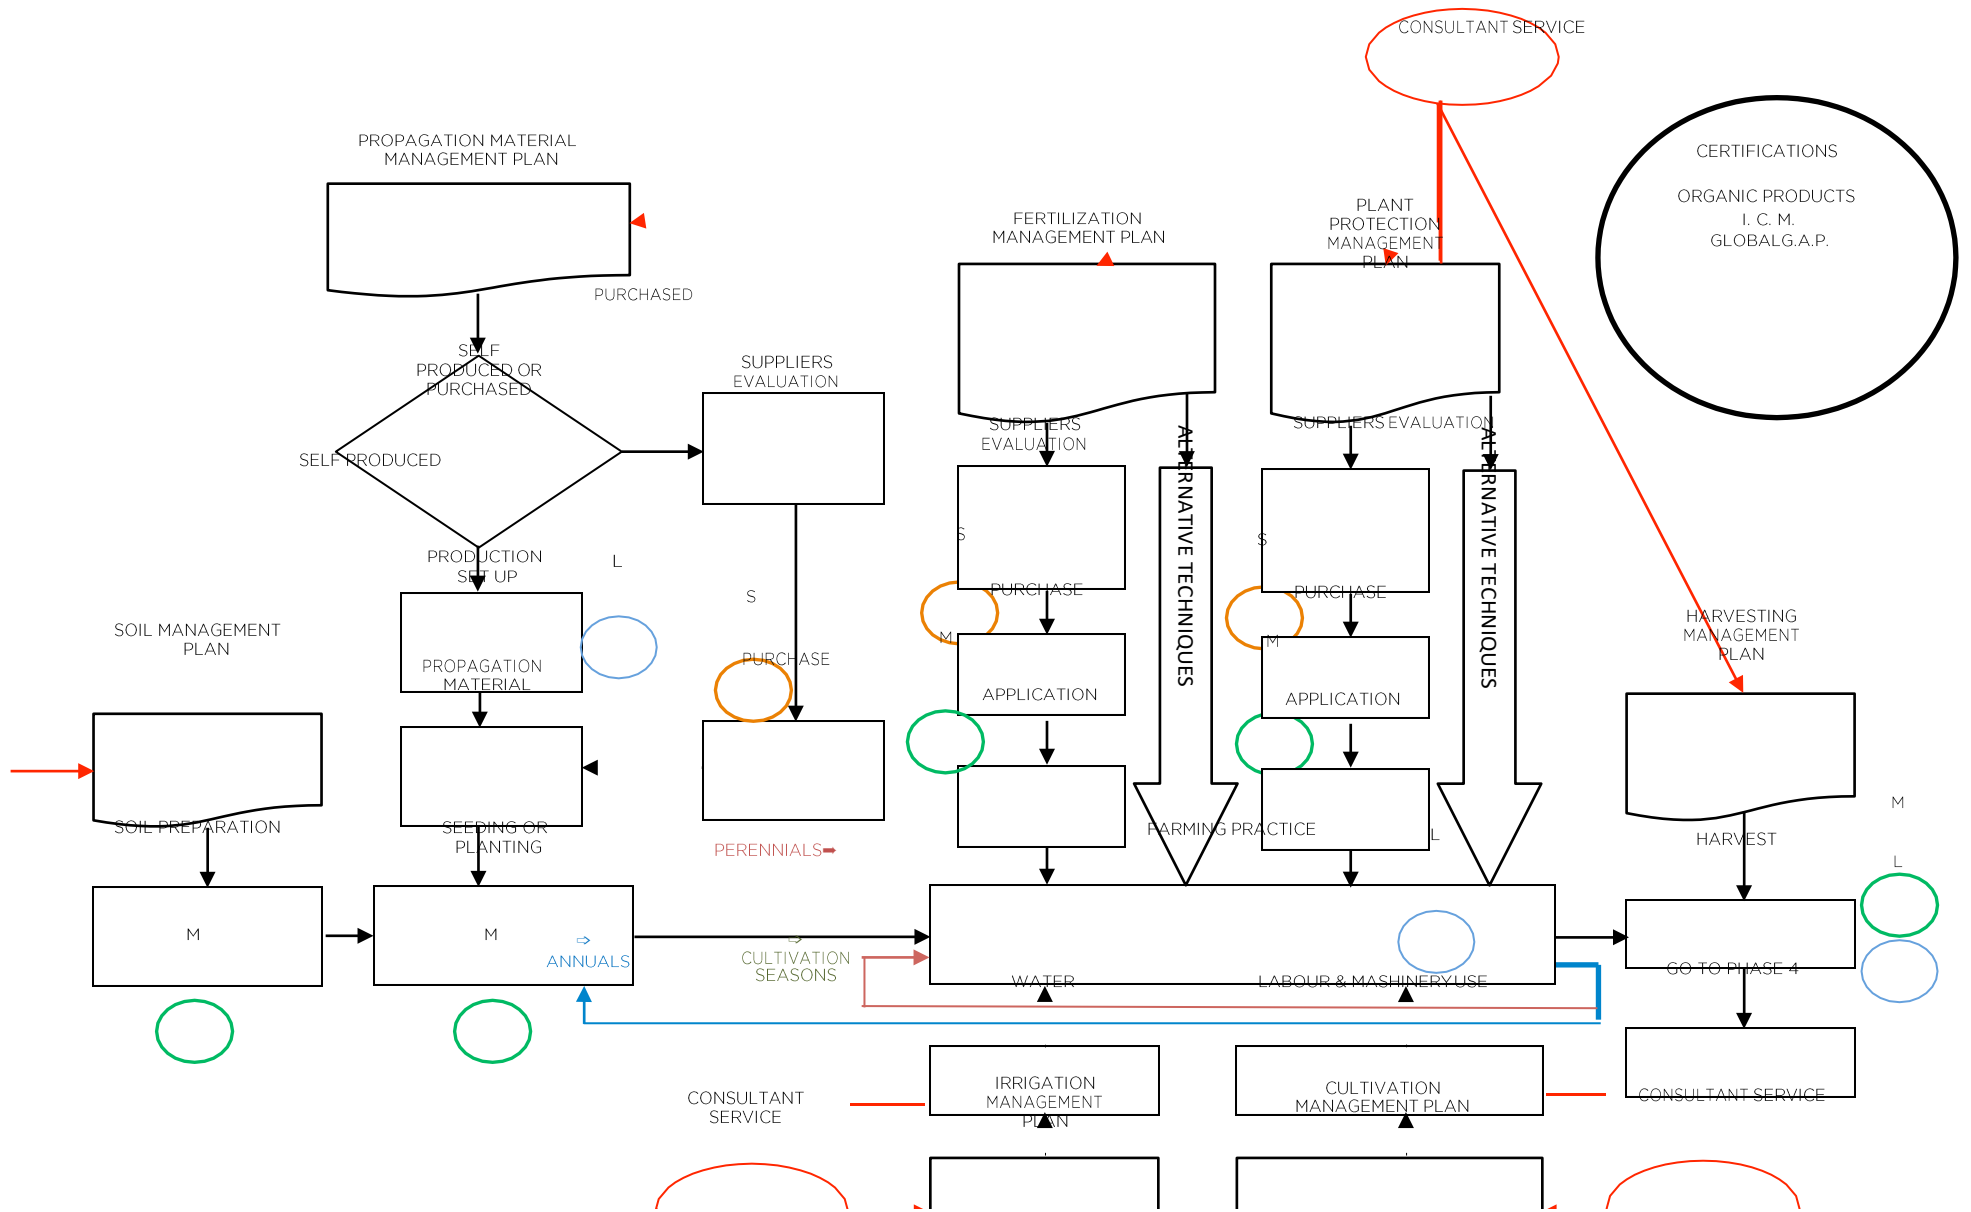 CONSULTANT SERVICE
PROPAGATION MATERIAL
MANAGEMENT PLAN
CERTIFICATIONS
ORGANIC PRODUCTS
I. C. M.
GLOBALG.A.P.
FERTILIZATION
MANAGEMENT PLAN
PLANT
PROTECTION
MANAGEMENT
PLAN
PURCHASED
SELF
PRODUCED OR
PURCHASED
SUPPLIERS
EVALUATION
SELF PRODUCED
SUPPLIERS
EVALUATION
SUPPLIERS EVALUATION
ALTERNATIVE TECHNIQUES
ALTERNATIVE TECHNIQUES
PRODUCTION
SET UP
L
S
S
S
PURCHASE
PURCHASE
SOIL MANAGEMENT
PLAN
PROPAGATION
MATERIAL
PURCHASE
M
M
HARVESTING
MANAGEMENT
PLAN
APPLICATION
APPLICATION
SOIL PREPARATION
SEEDING OR
PLANTING
PERENNIALS➡
FARMING PRACTICE
L
HARVEST
M
L
M
M
⇨
ANNUALS
⇨
CULTIVATION
SEASONS
WATER
LABOUR & MASHINERY USE
GO TO PHASE 4
CONSULTANT
SERVICE
IRRIGATION
MANAGEMENT
PLAN
CULTIVATION
MANAGEMENT PLAN
CONSULTANT SERVICE